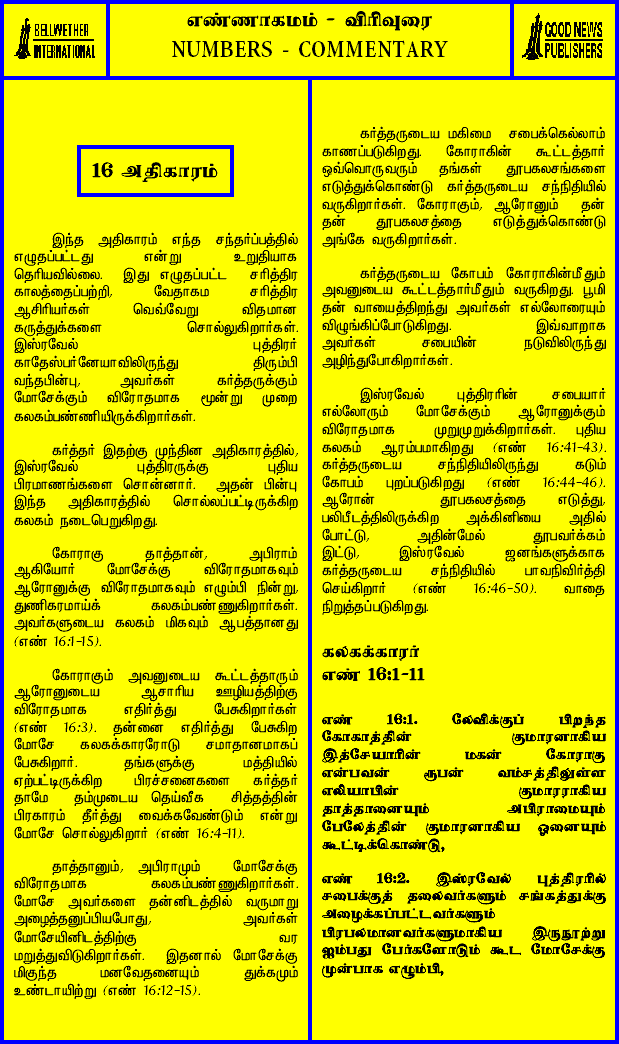 BELLWETHER
INTERNATIONAL
எண்ணாகமம் - விரிவுரை
NUMBERS - COMMENTARY
GOOD NEWS
PUBLISHERS
16 அதிகாரம்
இந்த அதிகாரம் எந்த சந்தர்ப்பத்தில்
எழுதப்பட்டது என்று உறுதியாக
தெரியவில்லை. இது எழுதப்பட்ட சரித்திர
காலத்தைப்பற்றி, வேதாகம சரித்திர
ஆசிரியர்கள் வெவ்வேறு விதமான
கருத்துக்களை சொல்லுகிறார்கள்.
இஸ்ரவேல் புத்திரர்
காதேஸ்பர்னேயாவிலிருந்து திரும்பி
வந்தபின்பு, அவர்கள் கர்த்தருக்கும்
மோசேக்கும் விரோதமாக மூன்று முறை
கலகம்பண்ணியிருக்கிறார்கள்.
கர்த்தர் இதற்கு முந்தின அதிகாரத்தில்,
இஸ்ரவேல் புத்திரருக்கு புதிய
பிரமாணங்களை சொன்னார். அதன் பின்பு
இந்த அதிகாரத்தில் சொல்லப்பட்டிருக்கிற
கலகம் நடைபெறுகிறது.
கோராகு தாத்தான், அபிராம்
ஆகியோர் மோசேக்கு விரோதமாகவும்
ஆரோனுக்கு விரோதமாகவும் எழும்பி நின்று,
துணிகரமாய்க் கலகம்பண்ணுகிறார்கள்.
அவர்களுடைய கலகம் மிகவும் ஆபத்தானது
(எண் 16:1-15).
கோராகும் அவனுடைய கூட்டத்தாரும்
ஆரோனுடைய ஆசாரிய ஊழியத்திற்கு
விரோதமாக எதிர்த்து பேசுகிறார்கள்
(எண் 16:3). தன்னை எதிர்த்து பேசுகிற
மோசே கலகக்காரரோடு சமாதானமாகப்
பேசுகிறார். தங்களுக்கு மத்தியில்
ஏற்பட்டிருக்கிற பிரச்சனைகளை கர்த்தர்
தாமே தம்முடைய தெய்வீக சித்தத்தின்
பிரகாரம் தீர்த்து வைக்கவேண்டும் என்று
மோசே சொல்லுகிறார் (எண் 16:4-11).
தாத்தானும், அபிராமும் மோசேக்கு
விரோதமாக கலகம்பண்ணுகிறார்கள்.
மோசே அவர்களை தன்னிடத்தில் வருமாறு
அழைத்தனுப்பியபோது, அவர்கள்
மோசேயினிடத்திற்கு வர
மறுத்துவிடுகிறார்கள். இதனால் மோசேக்கு
மிகுந்த மனவேதனையும் துக்கமும்
உண்டாயிற்று (எண் 16:12-15).
கர்த்தருடைய மகிமை சபைக்கெல்லாம்
காணப்படுகிறது. கோராகின் கூட்டத்தார்
ஒவ்வொருவரும் தங்கள் தூபகலசங்களை
எடுத்துக்கொண்டு கர்த்தருடைய சந்நிதியில்
வருகிறார்கள். கோராகும், ஆரோனும் தன்
தன் தூபகலசத்தை எடுத்துக்கொண்டு
அங்கே வருகிறார்கள்.
கர்த்தருடைய கோபம் கோராகின்மீதும்
அவனுடைய கூட்டத்தார்மீதும் வருகிறது. பூமி
தன் வாயைத்திறந்து அவர்கள் எல்லோரையும்
விழுங்கிப்போடுகிறது. இவ்வாறாக
அவர்கள் சபையின் நடுவிலிருந்து
அழிந்துபோகிறார்கள்.
இஸ்ரவேல் புத்திரரின் சபையார்
எல்லோரும் மோசேக்கும் ஆரோனுக்கும்
விரோதமாக முறுமுறுக்கிறார்கள். புதிய
கலகம் ஆரம்பமாகிறது (எண் 16:41-43).
கர்த்தருடைய சந்நிதியிலிருந்து கடும்
கோபம் புறப்படுகிறது (எண் 16:44-46).
ஆரோன் தூபகலசத்தை எடுத்து,
பலிபீடத்திலிருக்கிற அக்கினியை அதில்
போட்டு, அதின்மேல் தூபவர்க்கம்
இட்டு, இஸ்ரவேல் ஜனங்களுக்காக
கர்த்தருடைய சந்நிதியில் பாவநிவிர்த்தி
செய்கிறார் (எண் 16:46-50). வாதை
நிறுத்தப்படுகிறது.
கலகக்காரர்
எண் 16:1-11
எண் 16:1. லேவிக்குப் பிறந்த
கோகாத்தின் குமாரனாகிய
இத்சேயாரின் மகன் கோராகு
என்பவன் ரூபன் வம்சத்திலுள்ள
எலியாபின் குமாரராகிய
தாத்தானையும் அபிராமையும்
பேலேத்தின் குமாரனாகிய ஓனையும்
கூட்டிக்கொண்டு,
எண் 16:2. இஸ்ரவேல் புத்திரரில்
சபைக்குத் தலைவர்களும் சங்கத்துக்கு
அழைக்கப்பட்டவர்களும்
பிரபலமானவர்களுமாகிய இருநூற்று
ஐம்பது பேர்களோடும் கூட மோசேக்கு
முன்பாக எழும்பி,